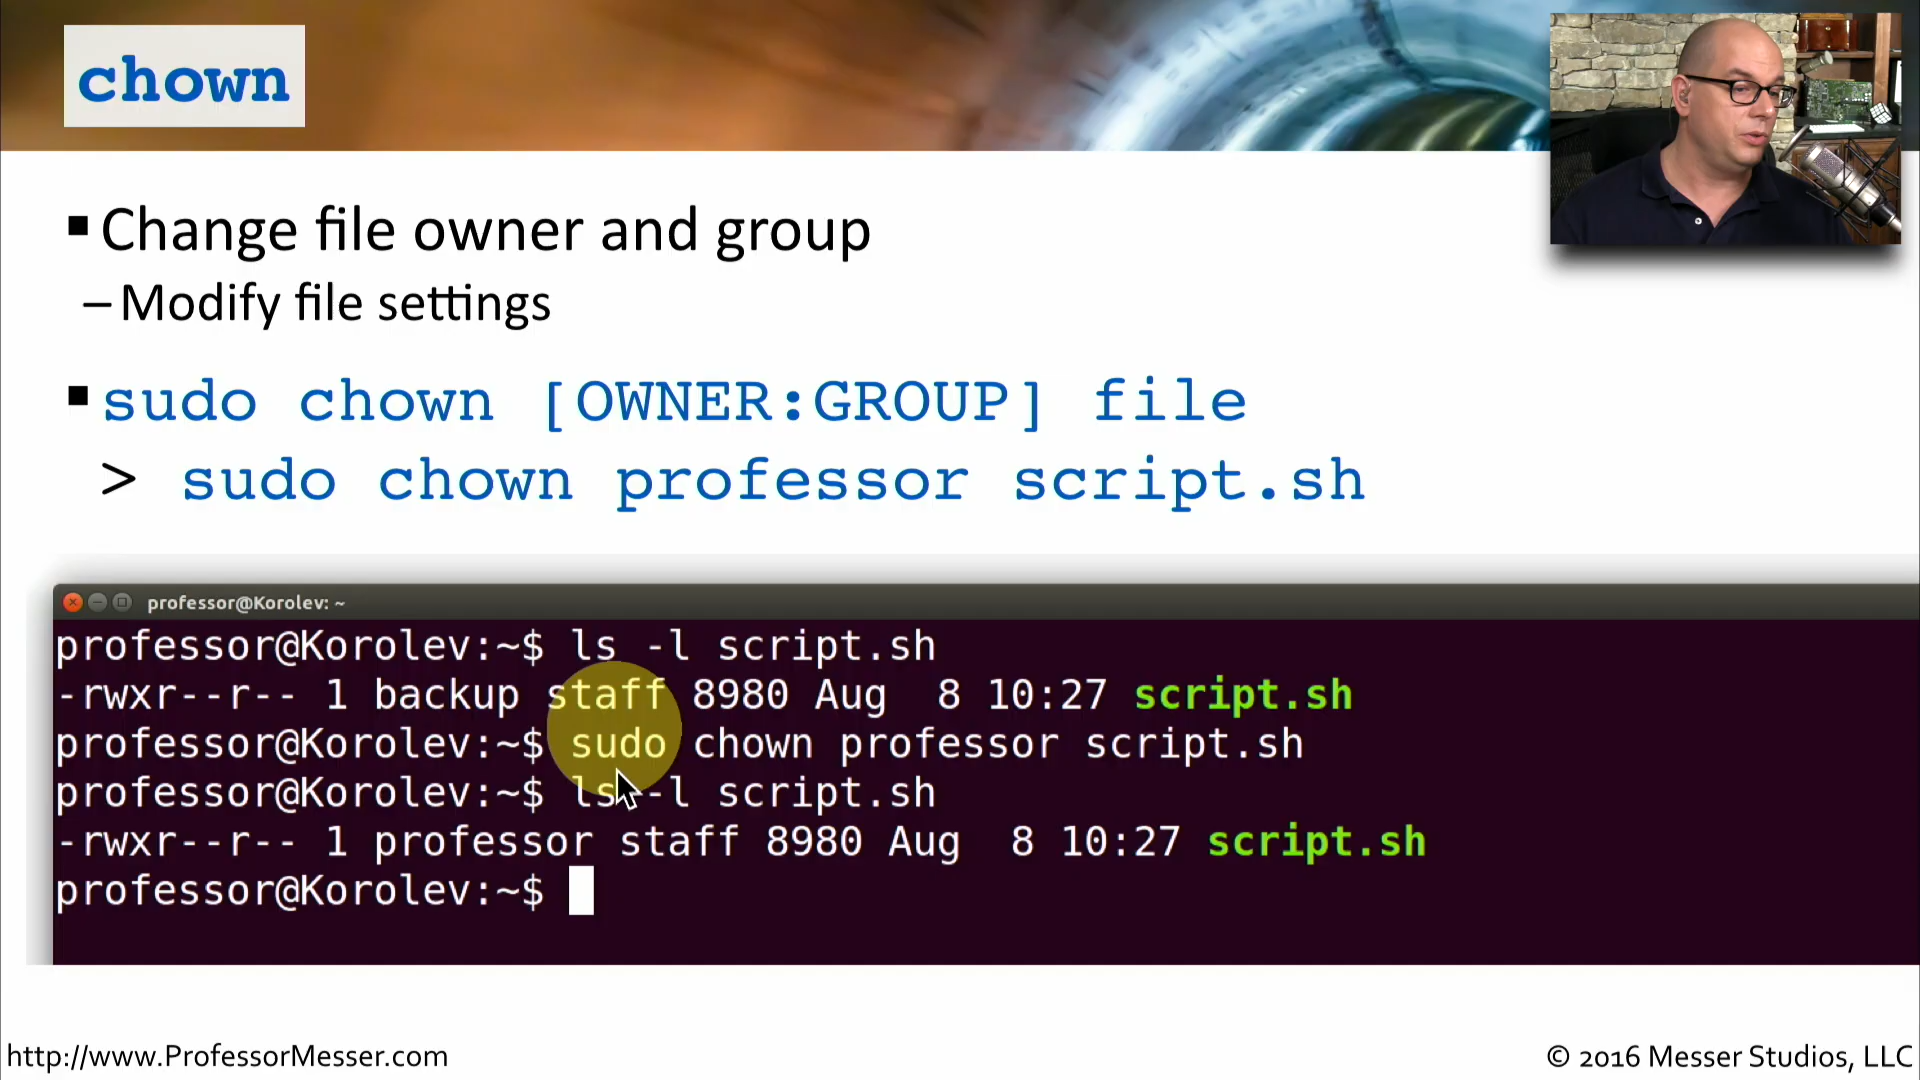 chown
Change file owner and group
– Modify file settings
sudo chown [OWNER:GROUP] file
> sudo chown professor script.sh
professor@Korolev: ~
professor@Korolev:~$ ls -l script.sh
-rwxr--r-- 1 backup staff 8980 Aug  8 10:27 script.sh
professor@Korolev:~$ sudo chown professor script.sh
professor@Korolev:~$ ls -l script.sh
-rwxr--r-- 1 professor staff 8980 Aug  8 10:27 script.sh
professor@Korolev:~$
http://www.ProfessorMesser.com
© 2016 Messer Studios, LLC